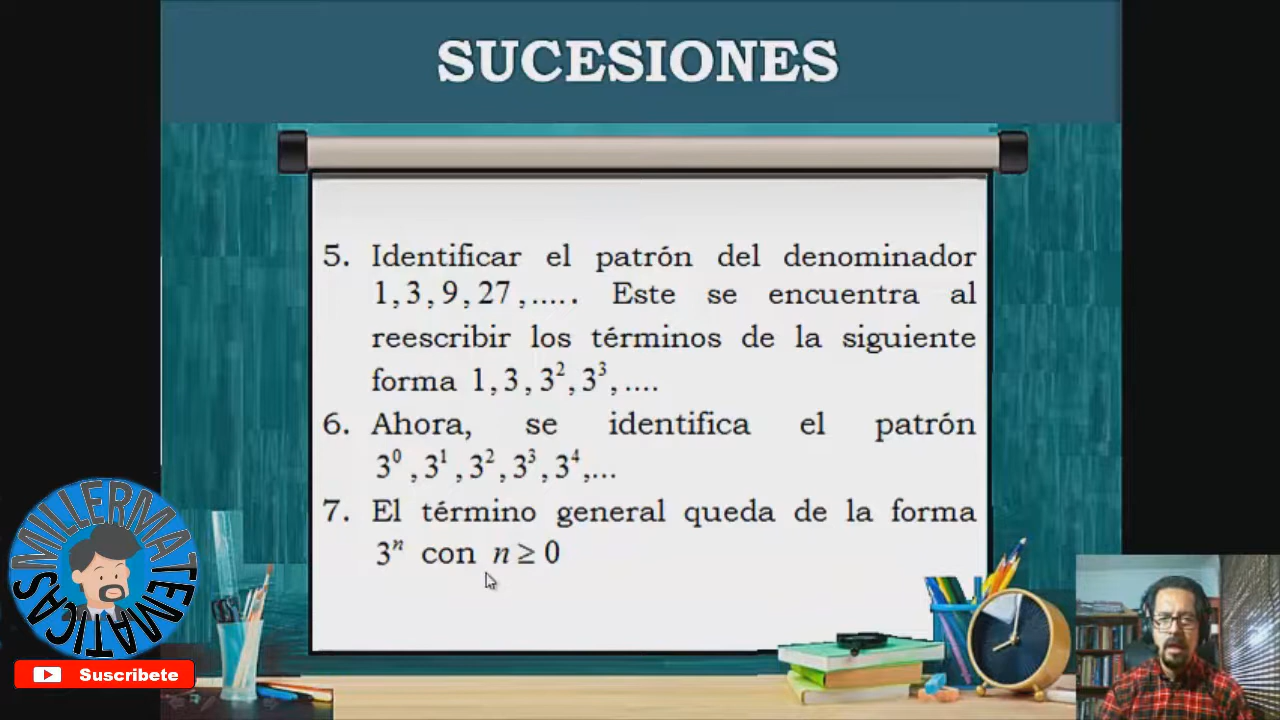 SUCESIONES
5. Identificar el patrón del denominador
1, 3, 9, 27, ..... Este se encuentra al
reescribir los términos de la siguiente
forma 1, 3, 3², 3³, ....
6. Ahora, se identifica el patrón
3⁰, 3¹, 3², 3³, 3⁴,...
7. El término general queda de la forma
3ⁿ con n ≥ 0
MILLERMATEMATICAS
Suscribete